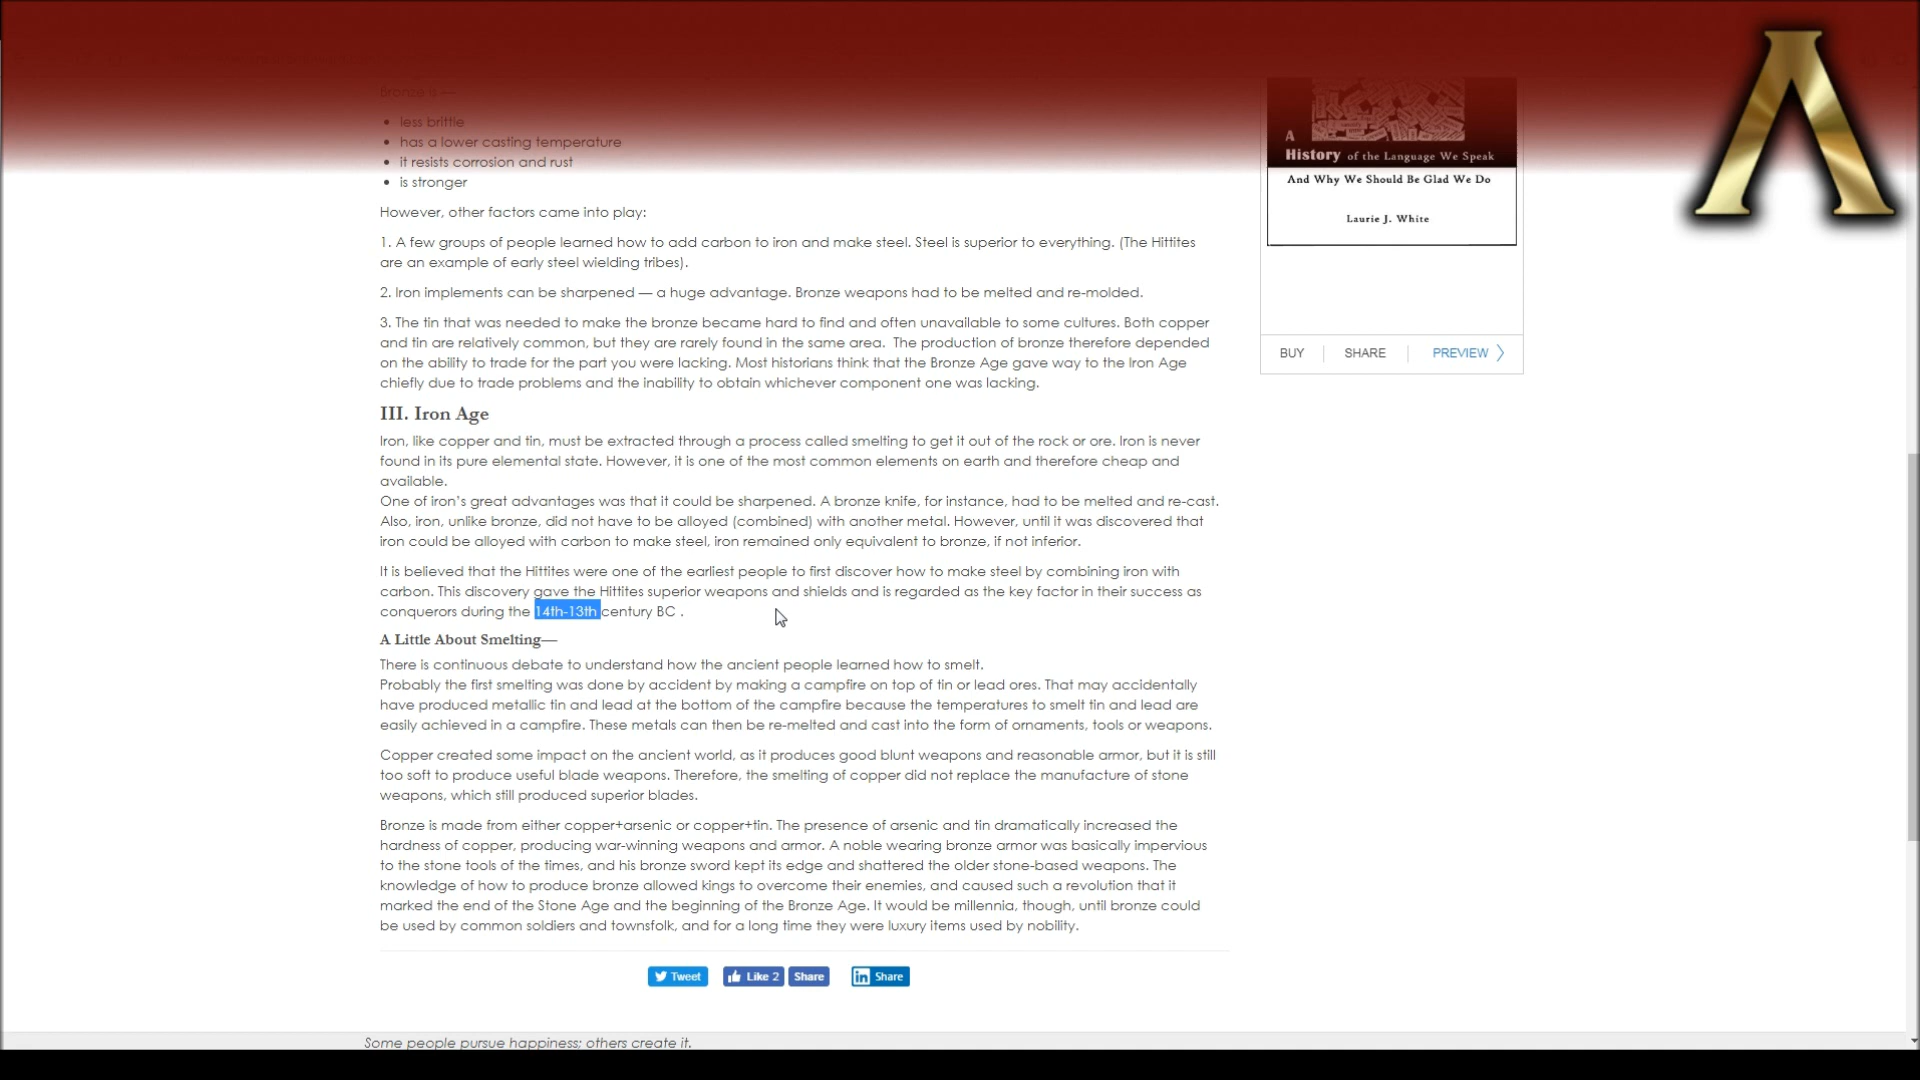 Bronze is —
less brittle
has a lower casting temperature
it resists corrosion and rust
is stronger
However, other factors came into play:
1. A few groups of people learned how to add carbon to iron and make steel. Steel is superior to everything. (The Hittites
are an example of early steel wielding tribes).
2. Iron implements can be sharpened — a huge advantage. Bronze weapons had to be melted and re-molded.
3. The tin that was needed to make the bronze became hard to find and often unavailable to some cultures. Both copper
and tin are relatively common, but they are rarely found in the same area. The production of bronze therefore depended
on the ability to trade for the part you were lacking. Most historians think that the Bronze Age gave way to the Iron Age
chiefly due to trade problems and the inability to obtain whichever component one was lacking.
III. Iron Age
Iron, like copper and tin, must be extracted through a process called smelting to get it out of the rock or ore. Iron is never
found in its pure elemental state. However, it is one of the most common elements on earth and therefore cheap and
available.
One of iron's great advantages was that it could be sharpened. A bronze knife, for instance, had to be melted and re-cast.
Also, iron, unlike bronze, did not have to be alloyed (combined) with another metal. However, until it was discovered that
iron could be alloyed with carbon to make steel, iron remained only equivalent to bronze, if not inferior.
It is believed that the Hittites were one of the earliest people to first discover how to make steel by combining iron with
carbon. This discovery gave the Hittites superior weapons and shields and is regarded as the key factor in their success as
conquerors during the 14th-13th century BC .
A Little About Smelting—
There is continuous debate to understand how the ancient people learned how to smelt.
Probably the first smelting was done by accident by making a campfire on top of tin or lead ores. That may accidentally
have produced metallic tin and lead at the bottom of the campfire because the temperatures to smelt tin and lead are
easily achieved in a campfire. These metals can then be re-melted and cast into the form of ornaments, tools or weapons.
Copper created some impact on the ancient world, as it produces good blunt weapons and reasonable armor, but it is still
too soft to produce useful blade weapons. Therefore, the smelting of copper did not replace the manufacture of stone
weapons, which still produced superior blades.
Bronze is made from either copper+arsenic or copper+tin. The presence of arsenic and tin dramatically increased the
hardness of copper, producing war-winning weapons and armor. A noble wearing bronze armor was basically impervious
to the stone tools of the times, and his bronze sword kept its edge and shattered the older stone-based weapons. The
knowledge of how to produce bronze allowed kings to overcome their enemies, and caused such a revolution that it
marked the end of the Stone Age and the beginning of the Bronze Age. It would be millennia, though, until bronze could
be used by common soldiers and townsfolk, and for a long time they were luxury items used by nobility.
Tweet Like 2 Share in Share
Some people pursue happiness; others create it.
A
History of the Language We Speak
And Why We Should Be Glad We Do
Laurie J. White
BUY SHARE PREVIEW
Λ